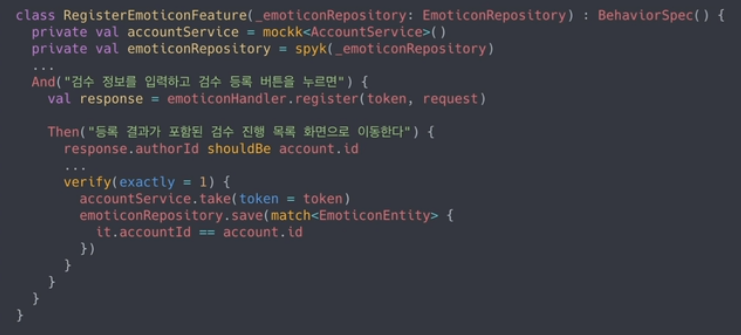 class RegisterEmoticonFeature(_emoticonRepository: EmoticonRepository) : BehaviorSpec() {
  private val accountService = mockk<AccountService>()
  private val emoticonRepository = spyk(_emoticonRepository)
  ...
  And("검수 정보를 입력하고 검수 등록 버튼을 누르면") {
    val response = emoticonHandler.register(token, request)

    Then("등록 결과가 포함된 검수 진행 목록 화면으로 이동한다") {
      response.authorId shouldBe account.id
      ...
      verify(exactly = 1) {
        accountService.take(token = token)
        emoticonRepository.save(match<EmoticonEntity> {
          it.accountId == account.id
        })
      }
    }
  }
}